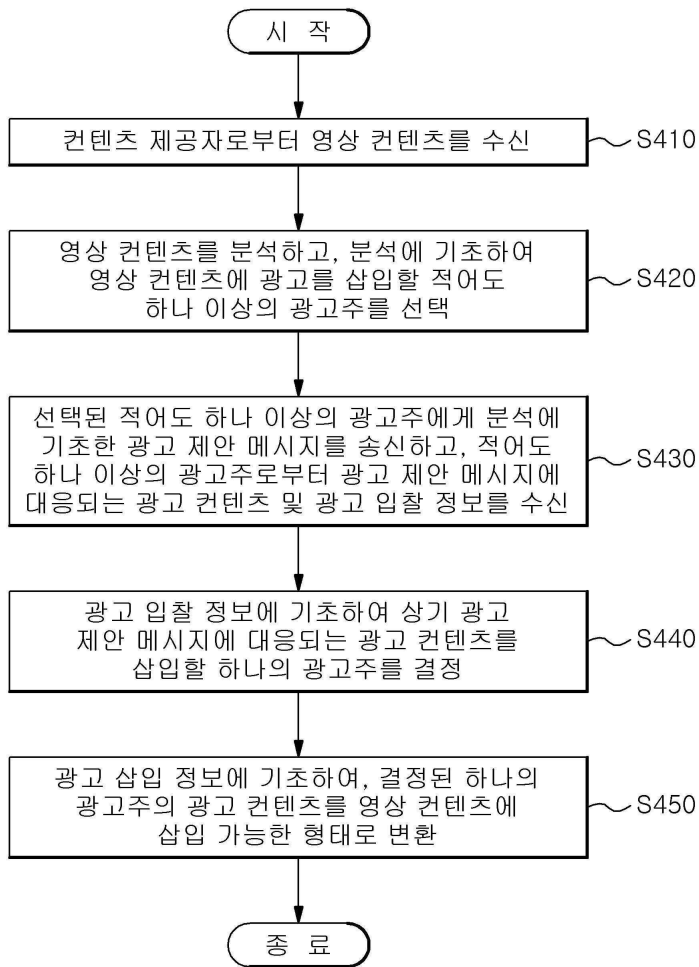 시 작
컨텐츠 제공자로부터 영상 컨텐츠를 수신
S410
영상 컨텐츠를 분석하고, 분석에 기초하여
영상 컨텐츠에 광고를 삽입할 적어도
하나 이상의 광고주를 선택
S420
선택된 적어도 하나 이상의 광고주에게 분석에
기초한 광고 제안 메시지를 송신하고, 적어도
하나 이상의 광고주로부터 광고 제안 메시지에
대응되는 광고 컨텐츠 및 광고 입찰 정보를 수신
S430
광고 입찰 정보에 기초하여 상기 광고
제안 메시지에 대응되는 광고 컨텐츠를
삽입할 하나의 광고주를 결정
S440
광고 삽입 정보에 기초하여, 결정된 하나의
광고주의 광고 컨텐츠를 영상 컨텐츠에
삽입 가능한 형태로 변환
S450
종 료